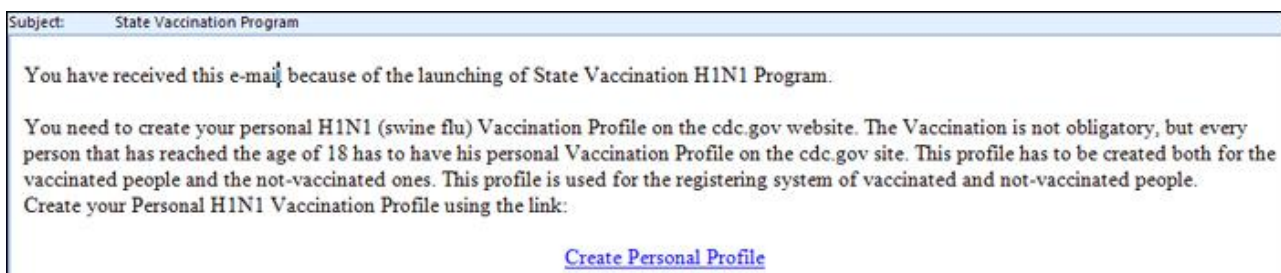 Subject: State Vaccination Program
You have received this e-mail because of the launching of State Vaccination H1N1 Program.
You need to create your personal H1N1 (swine flu) Vaccination Profile on the cdc.gov website. The Vaccination is not obligatory, but every
person that has reached the age of 18 has to have his personal Vaccination Profile on the cdc.gov site. This profile has to be created both for the
vaccinated people and the not-vaccinated ones. This profile is used for the registering system of vaccinated and not-vaccinated people.
Create your Personal H1N1 Vaccination Profile using the link:
Create Personal Profile